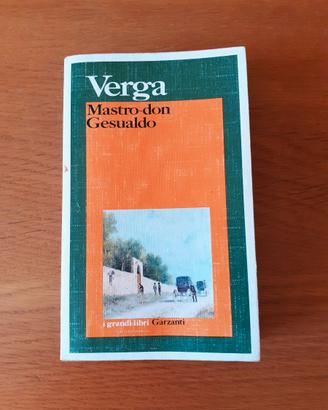 Verga
Mastro-don
Gesualdo
i grandi libri Garzanti